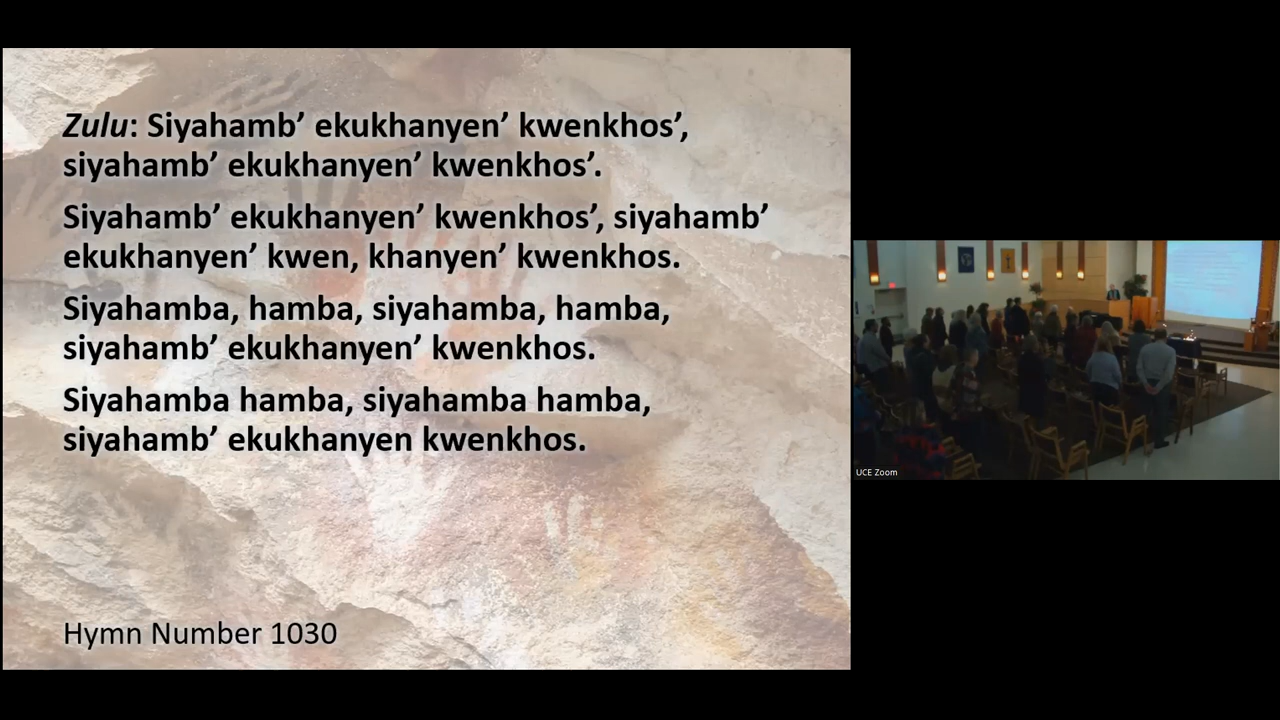 Zulu: Siyahamb’ ekukhanyen’ kwenkhos’,
siyahamb’ ekukhanyen’ kwenkhos’.
Siyahamb’ ekukhanyen’ kwenkhos’, siyahamb’
ekukhanyen’ kwen, khanyen’ kwenkhos.
Siyahamba, hamba, siyahamba, hamba,
siyahamb’ ekukhanyen’ kwenkhos.
Siyahamba hamba, siyahamba hamba,
siyahamb’ ekukhanyen kwenkhos.
Hymn Number 1030
UCE Zoom